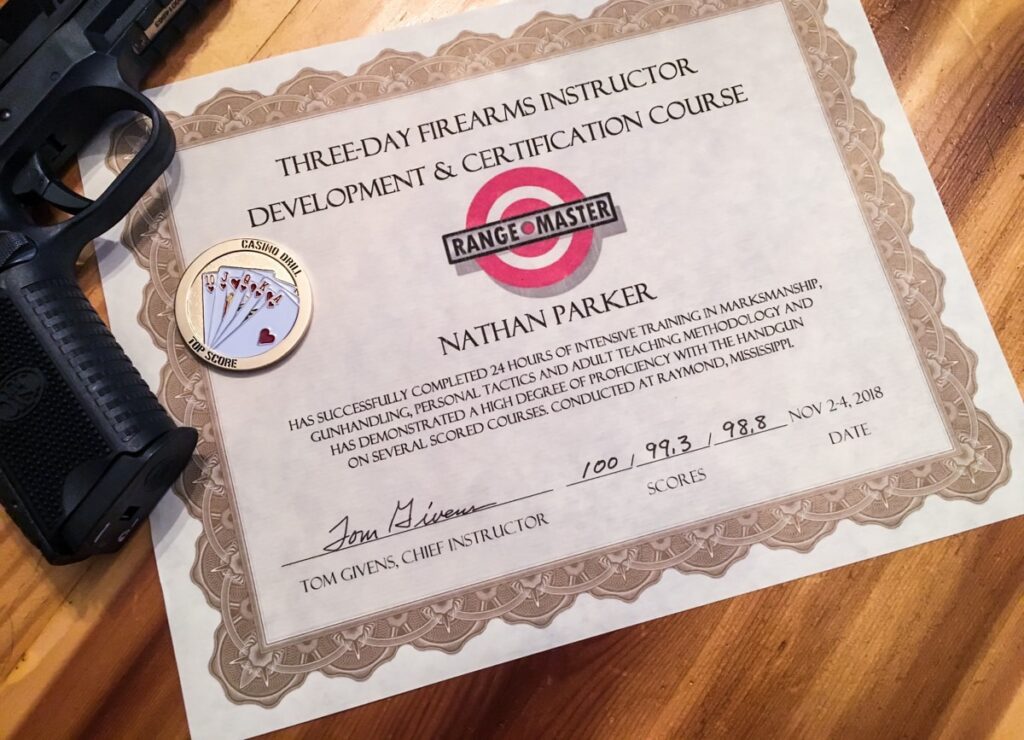 THREE-DAY FIREARMS INSTRUCTOR
DEVELOPMENT & CERTIFICATION COURSE
RANGE MASTER
NATHAN PARKER
HAS SUCCESSFULLY COMPLETED 24 HOURS OF INTENSIVE TRAINING IN MARKSMANSHIP,
GUNHANDLING, PERSONAL TACTICS AND ADULT TEACHING METHODOLOGY AND
HAS DEMONSTRATED A HIGH DEGREE OF PROFICIENCY WITH THE HANDGUN
ON SEVERAL SCORED COURSES. CONDUCTED AT RAYMOND, MISSISSIPPI.
100 / 99.3 / 98.8 NOV 2-4, 2018
SCORES DATE
Tom Givens
TOM GIVENS, CHIEF INSTRUCTOR
CASINO DRILL
10 J Q K A
TOP SCORE
FN